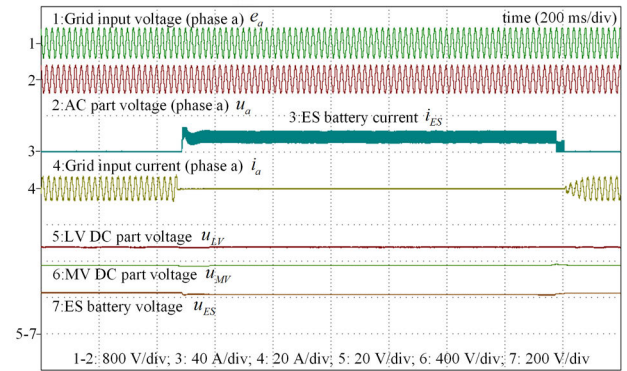 1:Grid input voltage (phase a) eₐ time (200 ms/div)
1
2
2:AC part voltage (phase a) uₐ
3:ES battery current i_ES
3
4:Grid input current (phase a) iₐ
4
5:LV DC part voltage u_LV
6:MV DC part voltage u_MV
7:ES battery voltage u_ES
5-7
1-2: 800 V/div; 3: 40 A/div; 4: 20 A/div; 5: 20 V/div; 6: 400 V/div; 7: 200 V/div